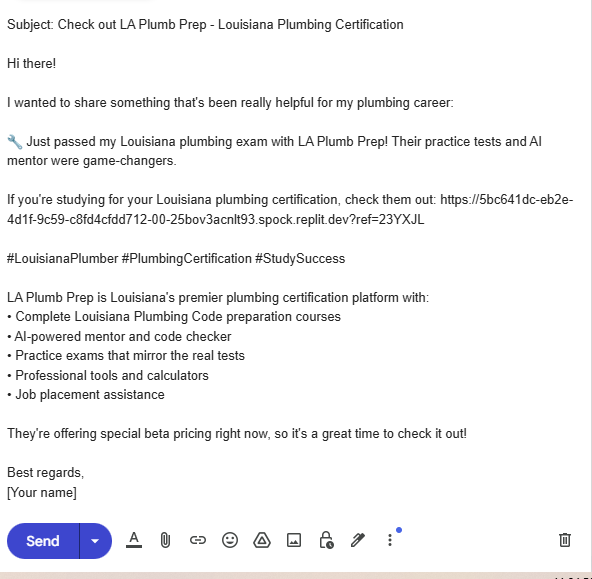 Subject: Check out LA Plumb Prep - Louisiana Plumbing Certification
Hi there!
I wanted to share something that's been really helpful for my plumbing career:
🔧 Just passed my Louisiana plumbing exam with LA Plumb Prep! Their practice tests and AI
mentor were game-changers.
If you're studying for your Louisiana plumbing certification, check them out: https://5bc641dc-eb2e-
4d1f-9c59-c8fd4cfdd712-00-25bov3acnlt93.spock.replit.dev?ref=23YXJL
#LouisianaPlumber #PlumbingCertification #StudySuccess
LA Plumb Prep is Louisiana's premier plumbing certification platform with:
• Complete Louisiana Plumbing Code preparation courses
• AI-powered mentor and code checker
• Practice exams that mirror the real tests
• Professional tools and calculators
• Job placement assistance
They're offering special beta pricing right now, so it's a great time to check it out!
Best regards,
[Your name]
Send